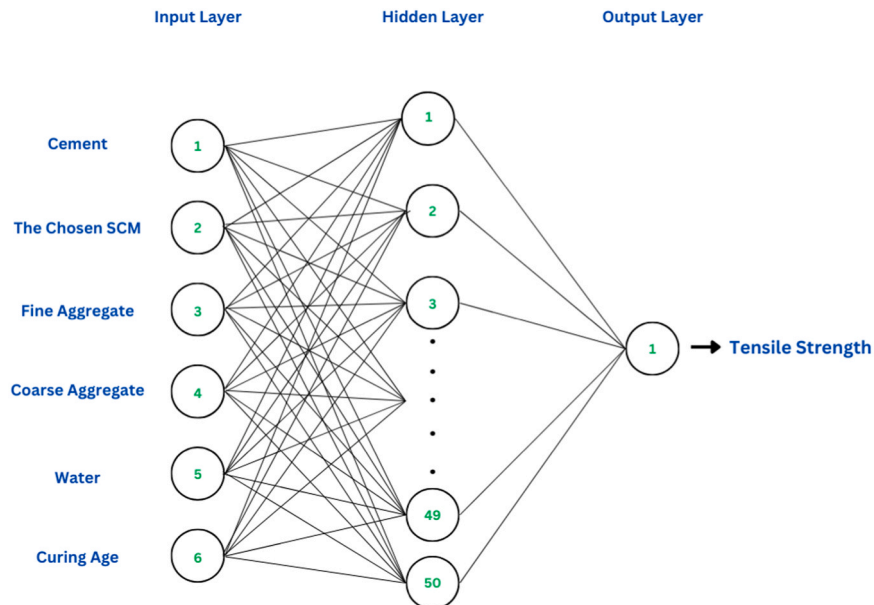 Input Layer
Hidden Layer
Output Layer
Cement
1
The Chosen SCM
2
Fine Aggregate
3
Coarse Aggregate
4
Water
5
Curing Age
6
1
2
3
49
50
1
Tensile Strength